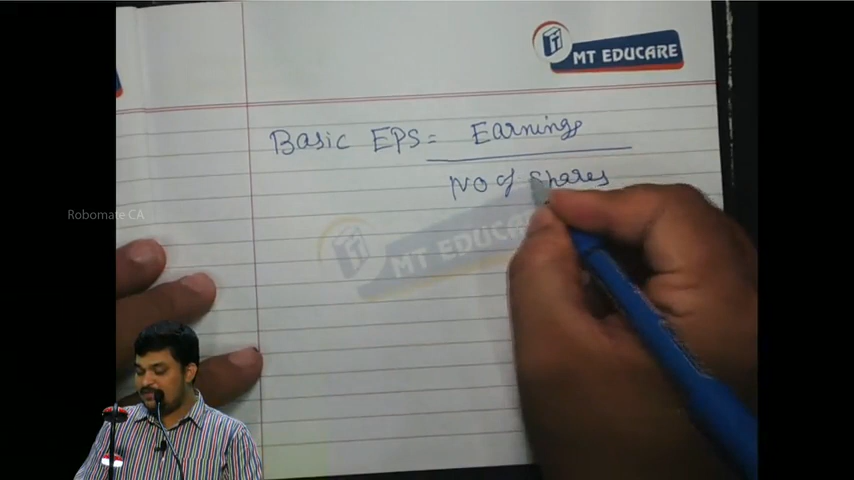 MT EDUCARE
Basic EPS = Earnings
No of Shares
Robomate CA
MT EDUCARE